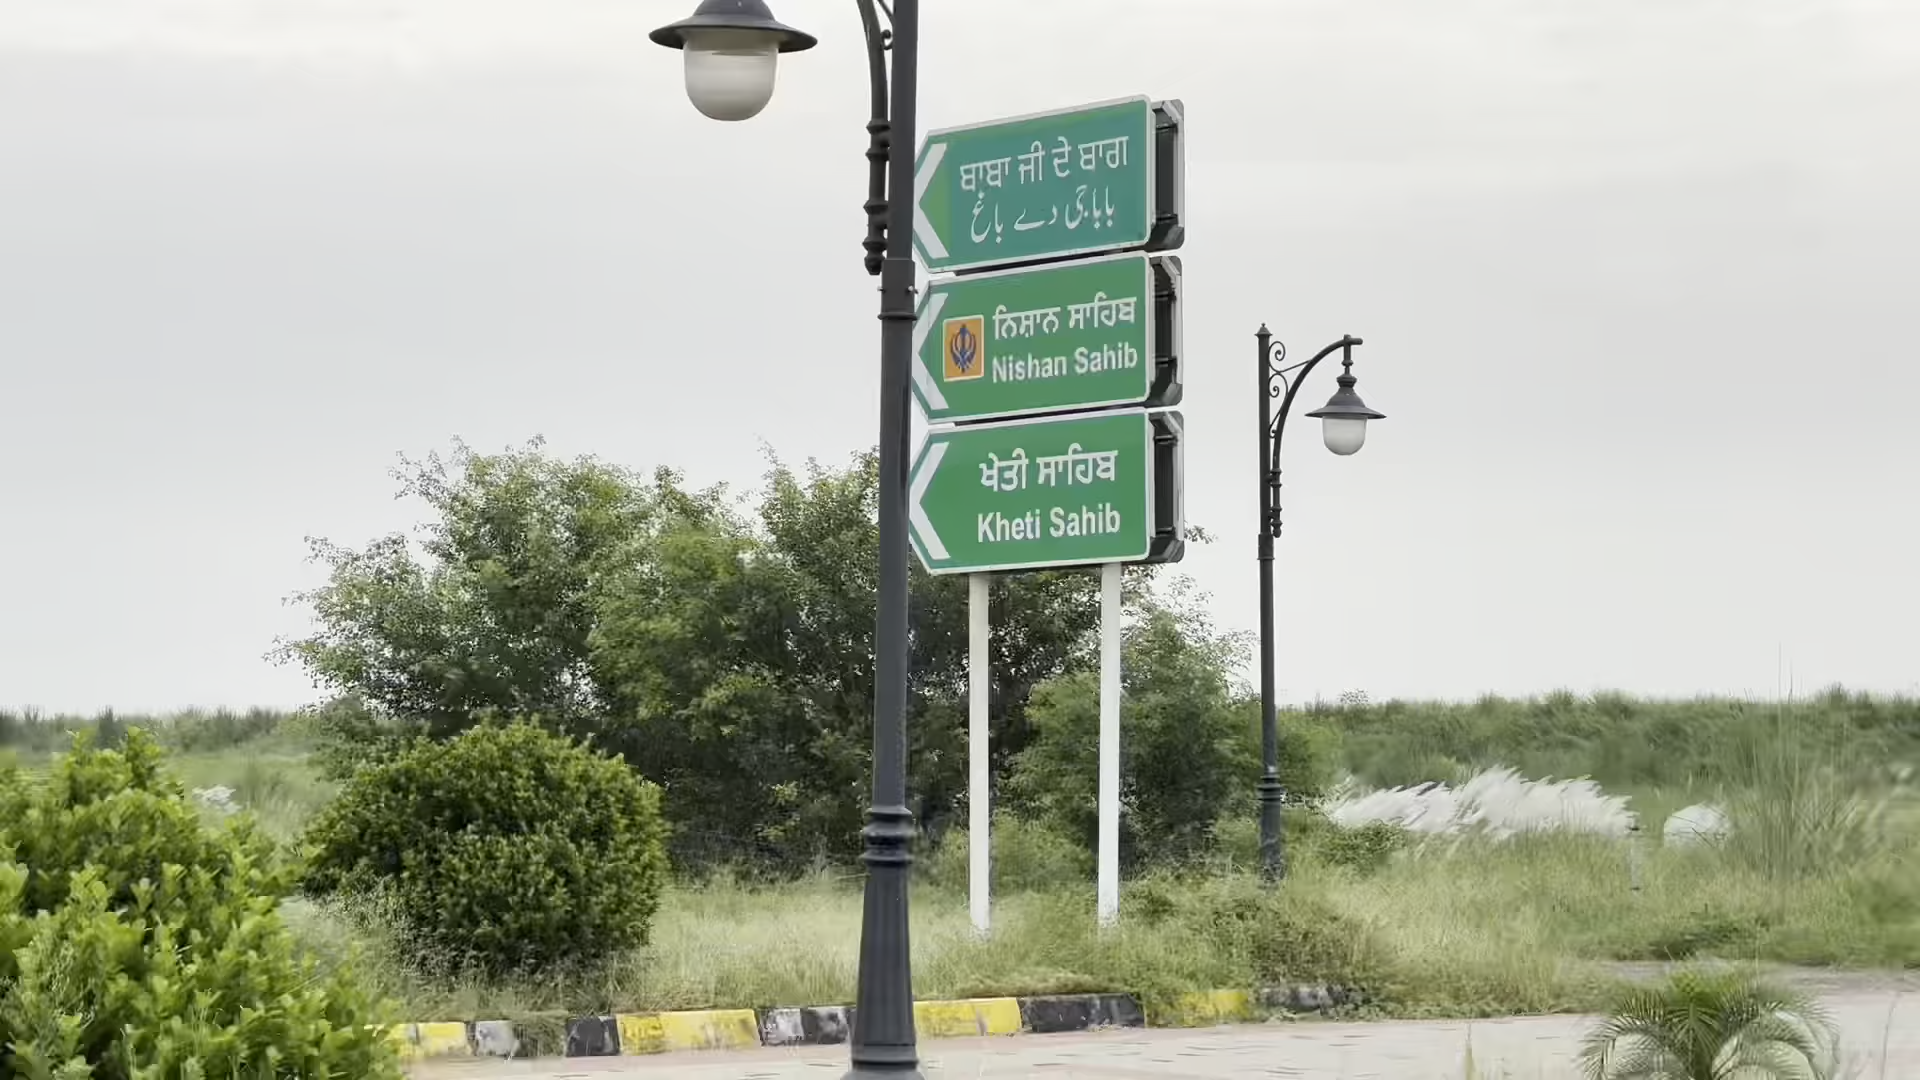 ਬਾਬਾ ਜੀ ਦੇ ਬਾਗ
باباجی دے باغ
ਨਿਸ਼ਾਨ ਸਾਹਿਬ
Nishan Sahib
ਖੇਤੀ ਸਾਹਿਬ
Kheti Sahib